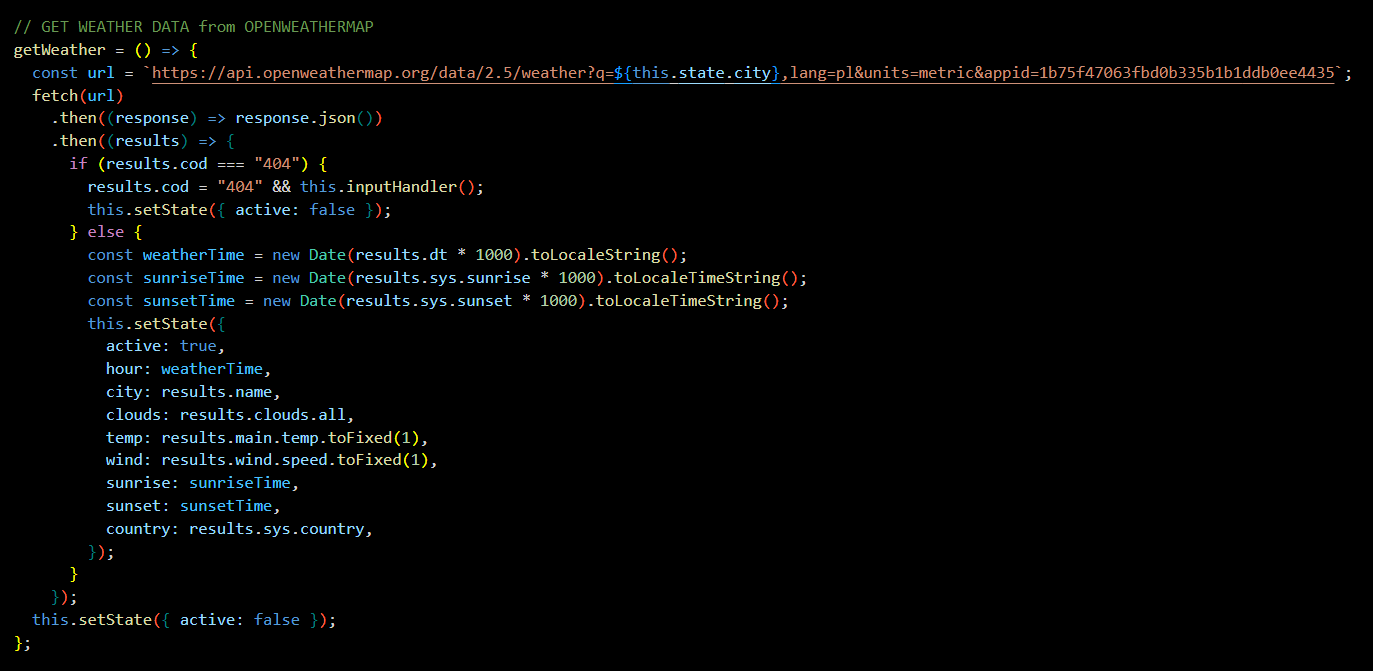 // GET WEATHER DATA from OPENWEATHERMAP
getWeather = () => {
  const url = `https://api.openweathermap.org/data/2.5/weather?q=${this.state.city},lang=pl&units=metric&appid=1b75f47063fbd0b335b1b1ddb0ee4435`;
  fetch(url)
    .then((response) => response.json())
    .then((results) => {
      if (results.cod === "404") {
        results.cod = "404" && this.inputHandler();
        this.setState({ active: false });
      } else {
        const weatherTime = new Date(results.dt * 1000).toLocaleString();
        const sunriseTime = new Date(results.sys.sunrise * 1000).toLocaleTimeString();
        const sunsetTime = new Date(results.sys.sunset * 1000).toLocaleTimeString();
        this.setState({
          active: true,
          hour: weatherTime,
          city: results.name,
          clouds: results.clouds.all,
          temp: results.main.temp.toFixed(1),
          wind: results.wind.speed.toFixed(1),
          sunrise: sunriseTime,
          sunset: sunsetTime,
          country: results.sys.country,
        });
      }
    });
  this.setState({ active: false });
};